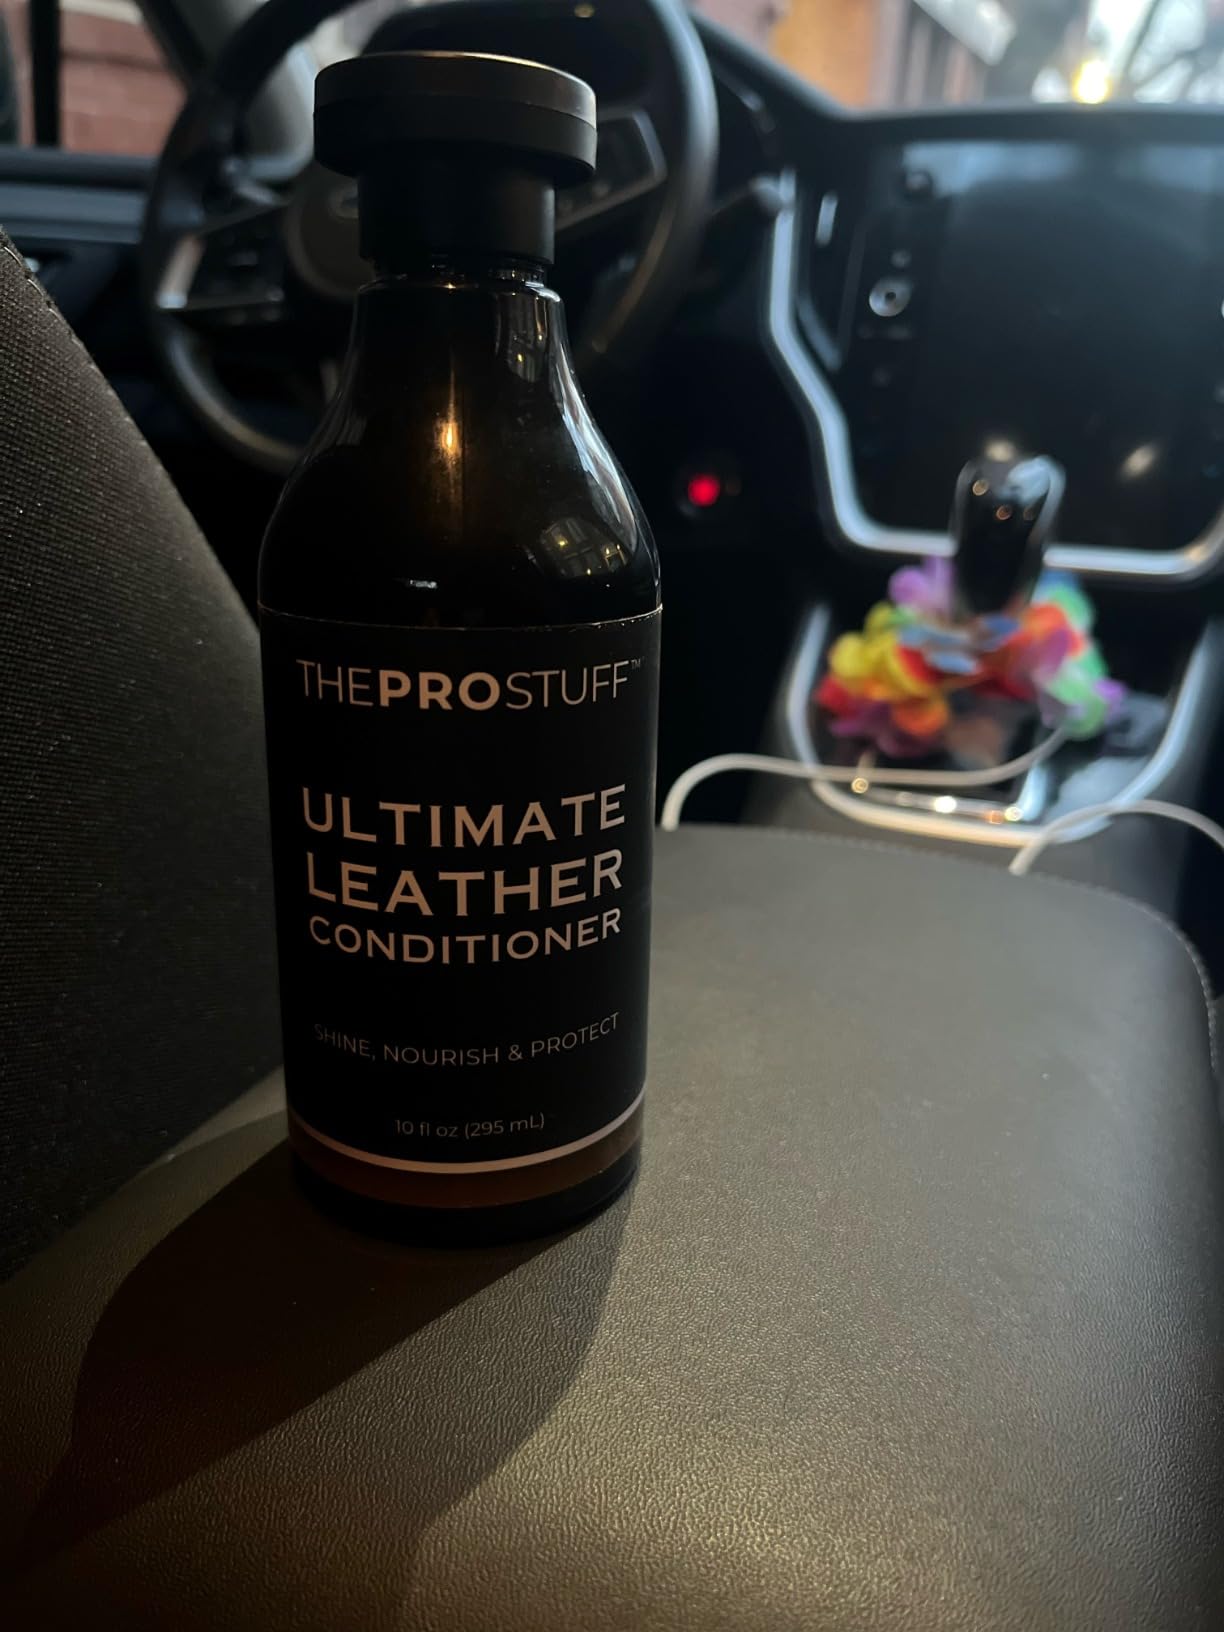 THEPROSTUFF™
ULTIMATE
LEATHER
CONDITIONER
SHINE, NOURISH & PROTECT
10 fl oz (295 mL)